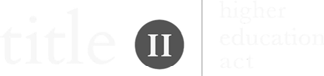 title II
higher
education
act